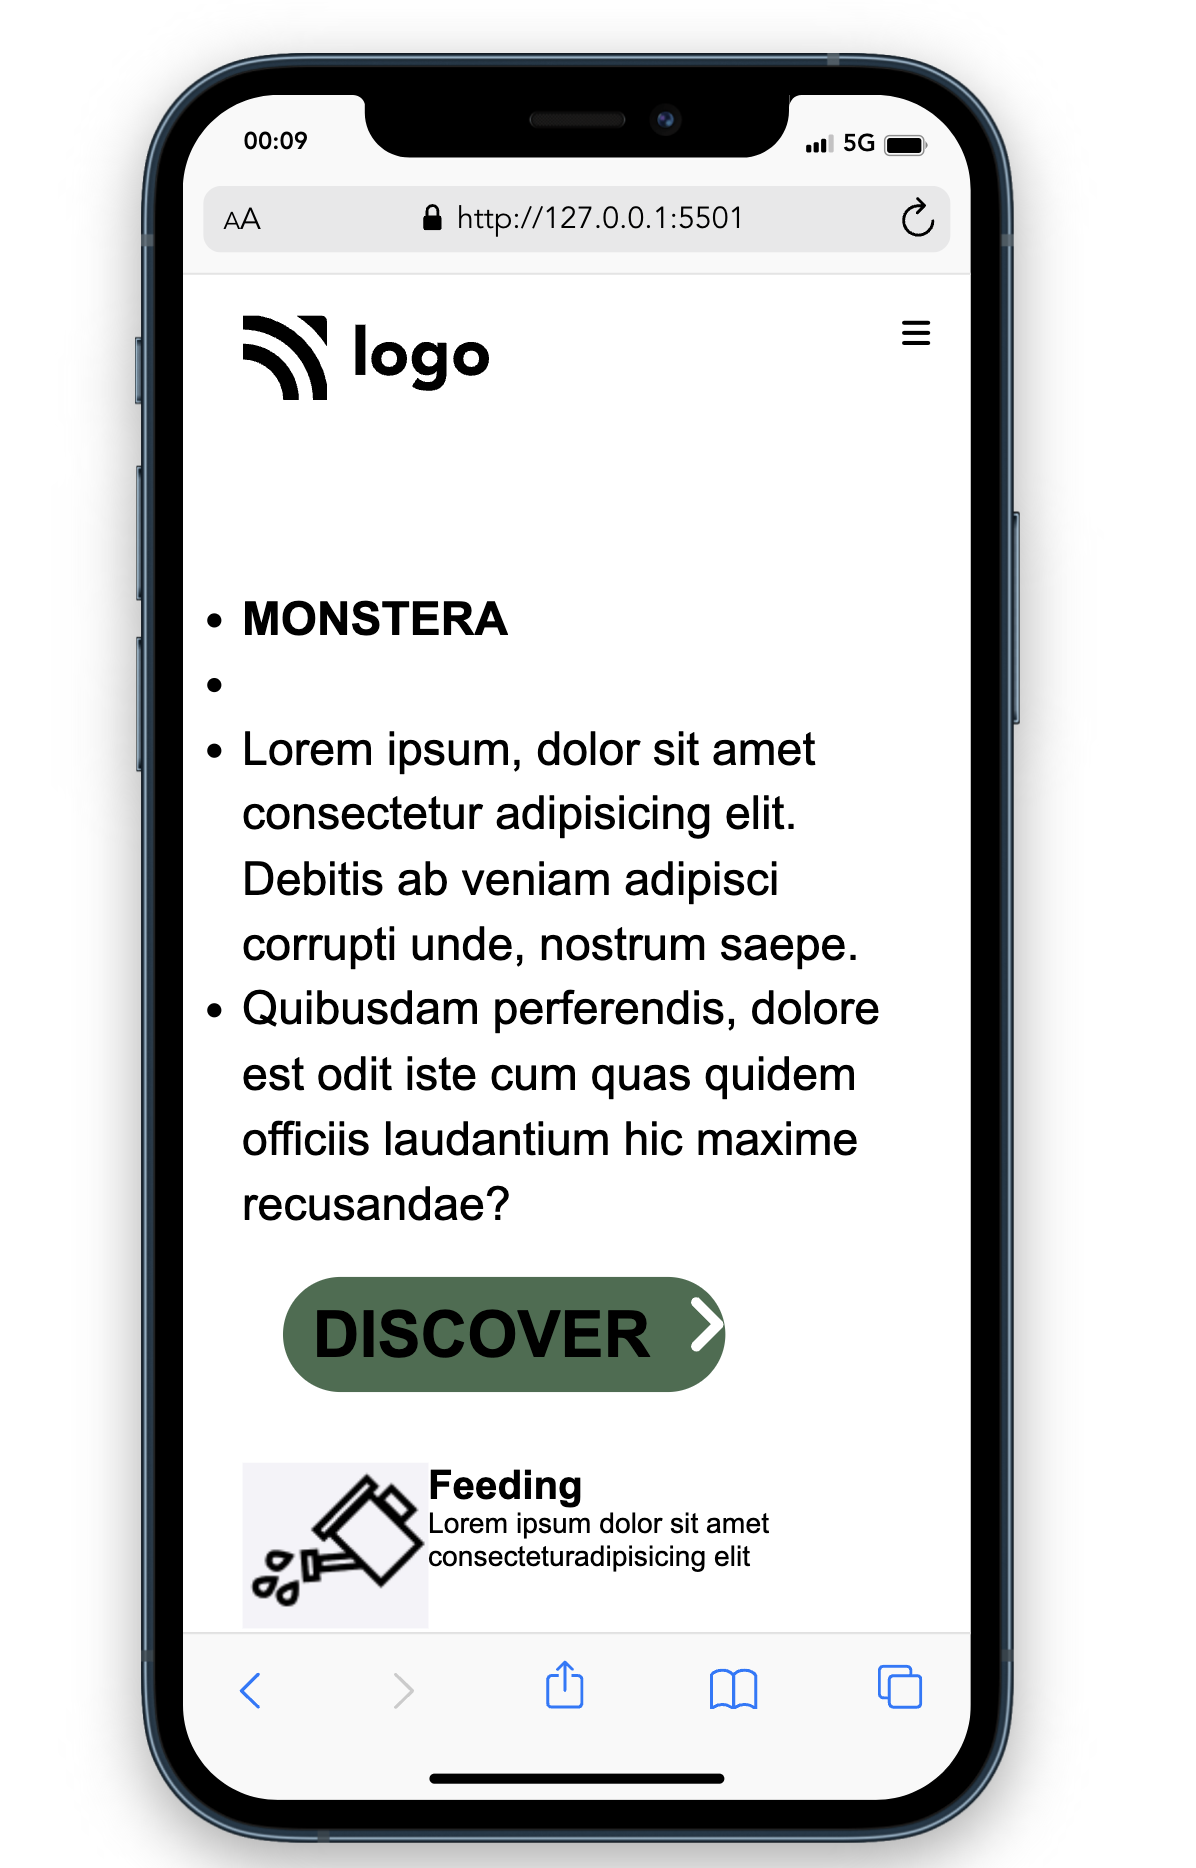 00:09
5G
AA
http://127.0.0.1:5501
logo
MONSTERA
Lorem ipsum, dolor sit amet
consectetur adipisicing elit.
Debitis ab veniam adipisci
corrupti unde, nostrum saepe.
Quibusdam perferendis, dolore
est odit iste cum quas quidem
officiis laudantium hic maxime
recusandae?
DISCOVER
Feeding
Lorem ipsum dolor sit amet
consecteturadipisicing elit